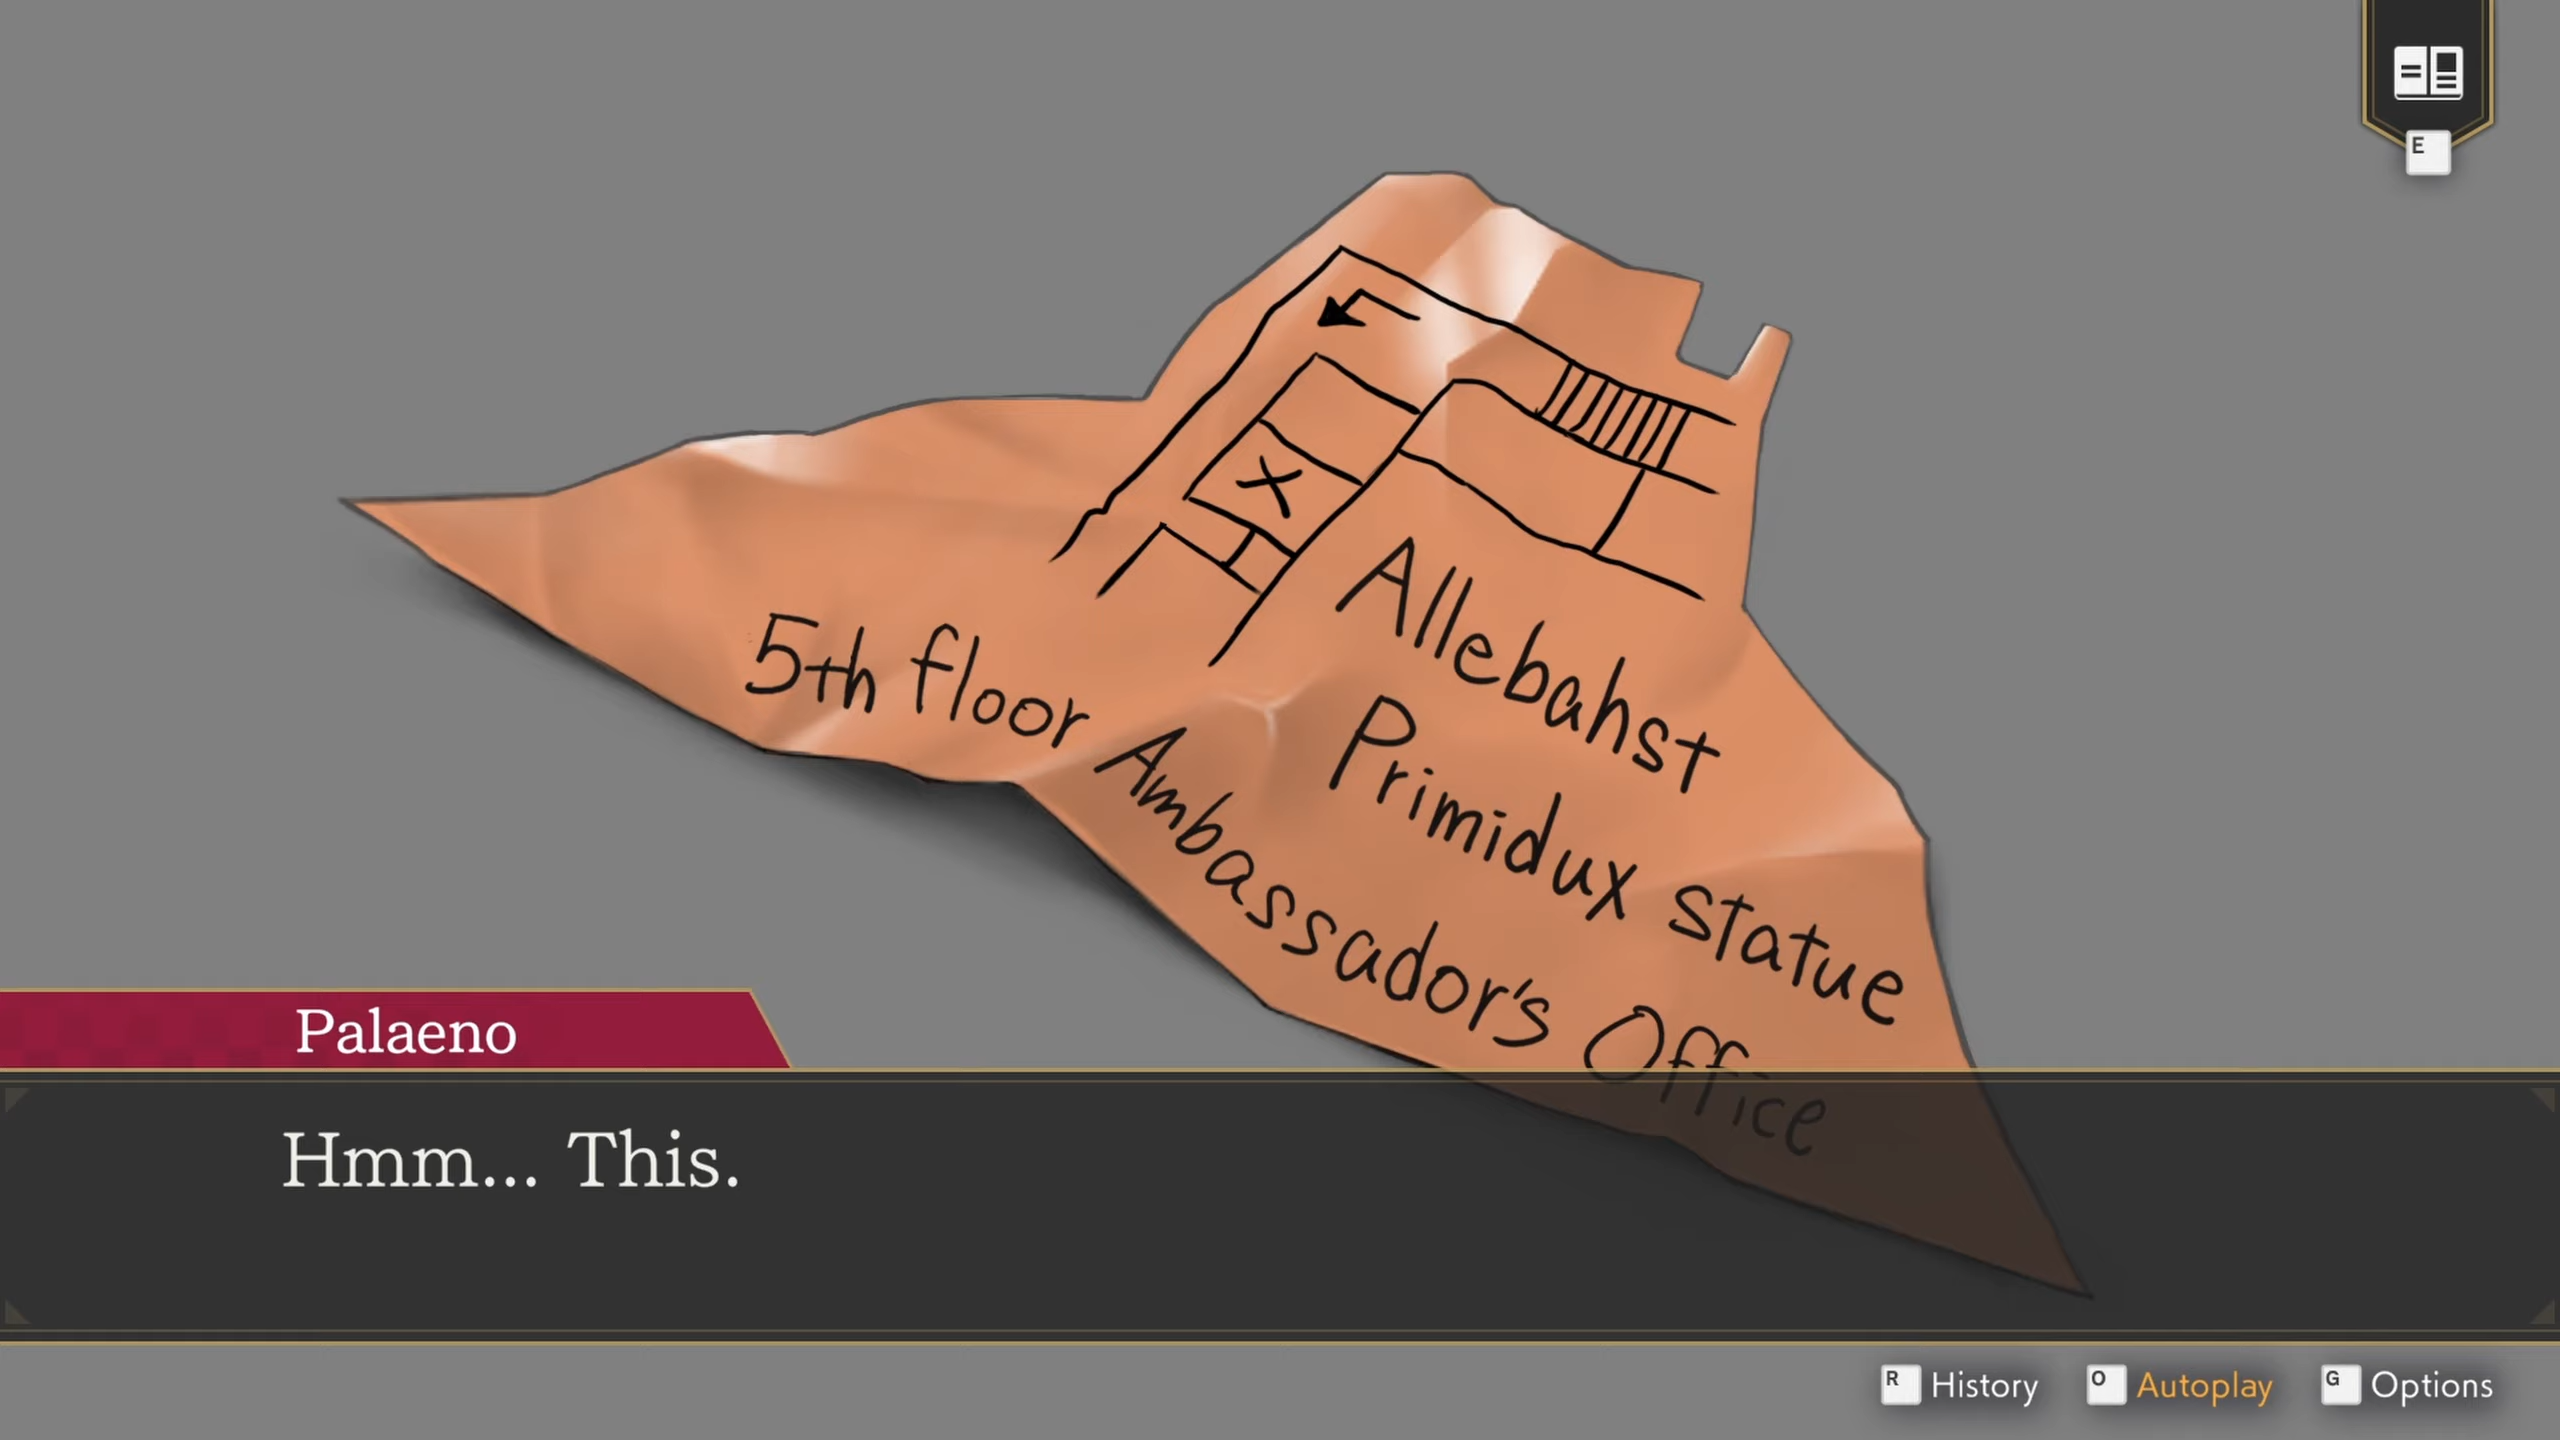 E
X
Allebahst
Primidux statue
5th floor Ambassador's Office
Palaeno
Hmm... This.
R History
O Autoplay
G Options